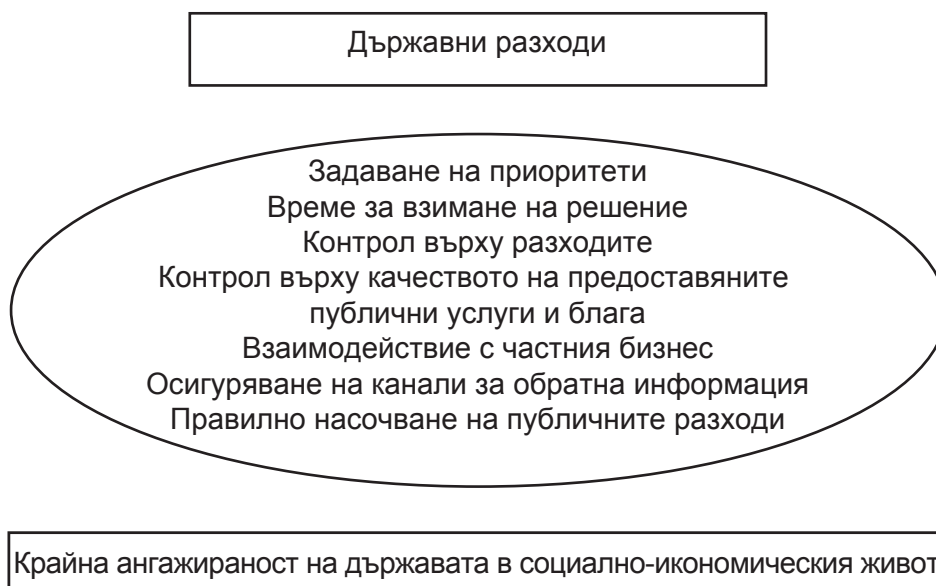 Държавни разходи
Задаване на приоритети
Време за взимане на решение
Контрол върху разходите
Контрол върху качеството на предоставяните
публични услуги и блага
Взаимодействие с частния бизнес
Осигуряване на канали за обратна информация
Правилно насочване на публичните разходи
Крайна ангажираност на държавата в социално-икономическия живот